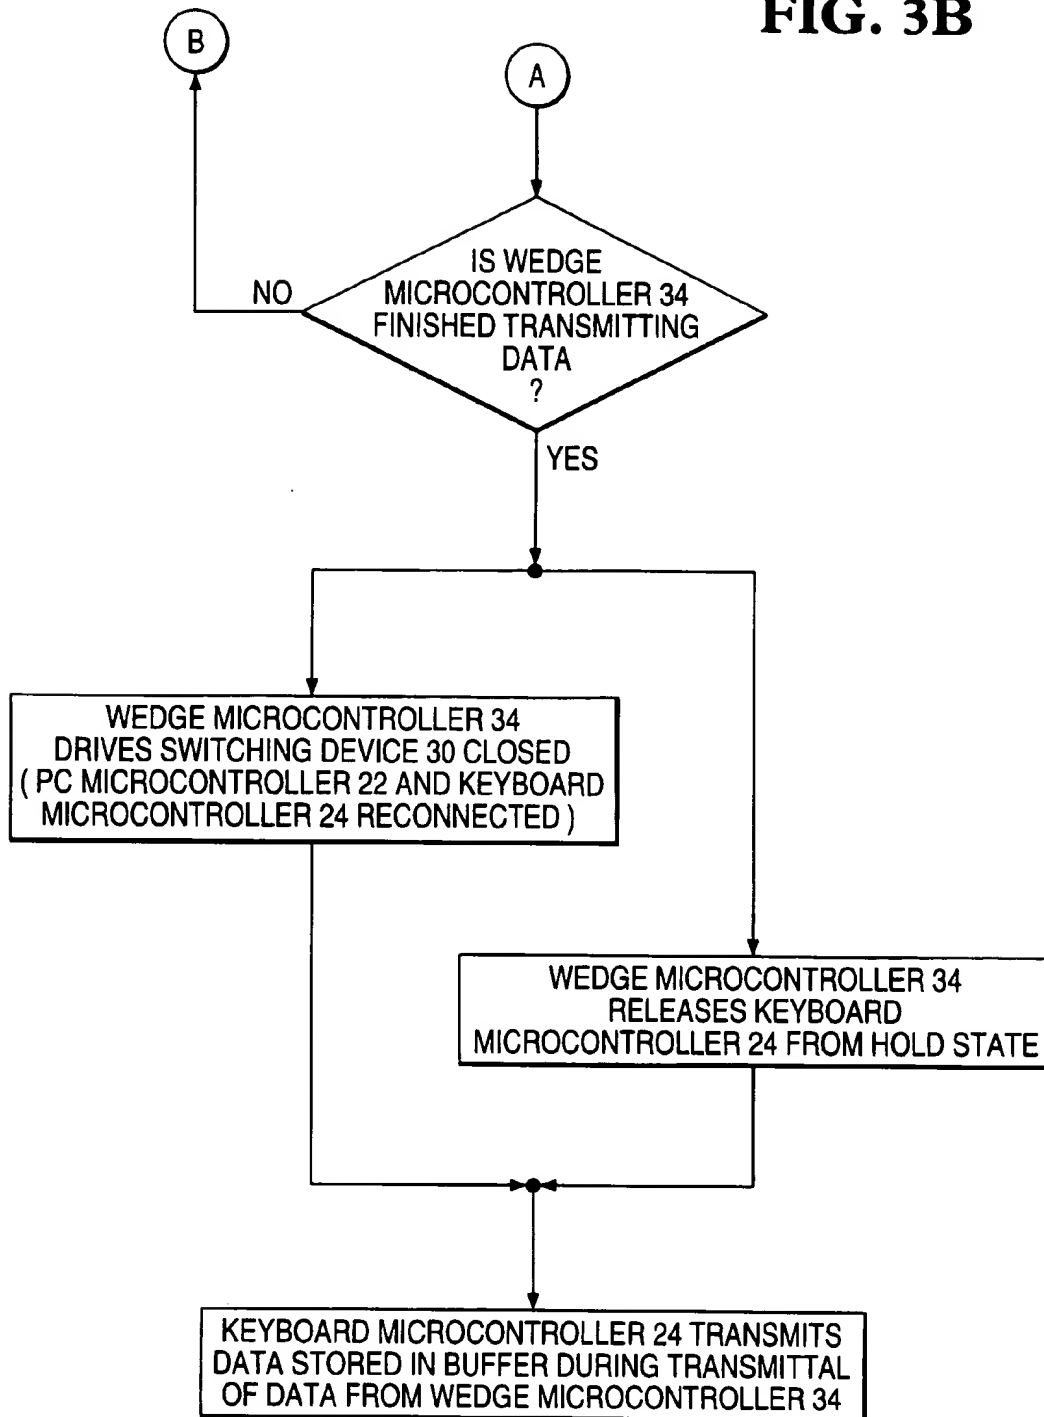 FIG. 3B
B
A
IS WEDGE
MICROCONTROLLER 34
FINISHED TRANSMITTING
DATA
?
NO
YES
WEDGE MICROCONTROLLER 34
DRIVES SWITCHING DEVICE 30 CLOSED
( PC MICROCONTROLLER 22 AND KEYBOARD
MICROCONTROLLER 24 RECONNECTED )
WEDGE MICROCONTROLLER 34
RELEASES KEYBOARD
MICROCONTROLLER 24 FROM HOLD STATE
KEYBOARD MICROCONTROLLER 24 TRANSMITS
DATA STORED IN BUFFER DURING TRANSMITTAL
OF DATA FROM WEDGE MICROCONTROLLER 34